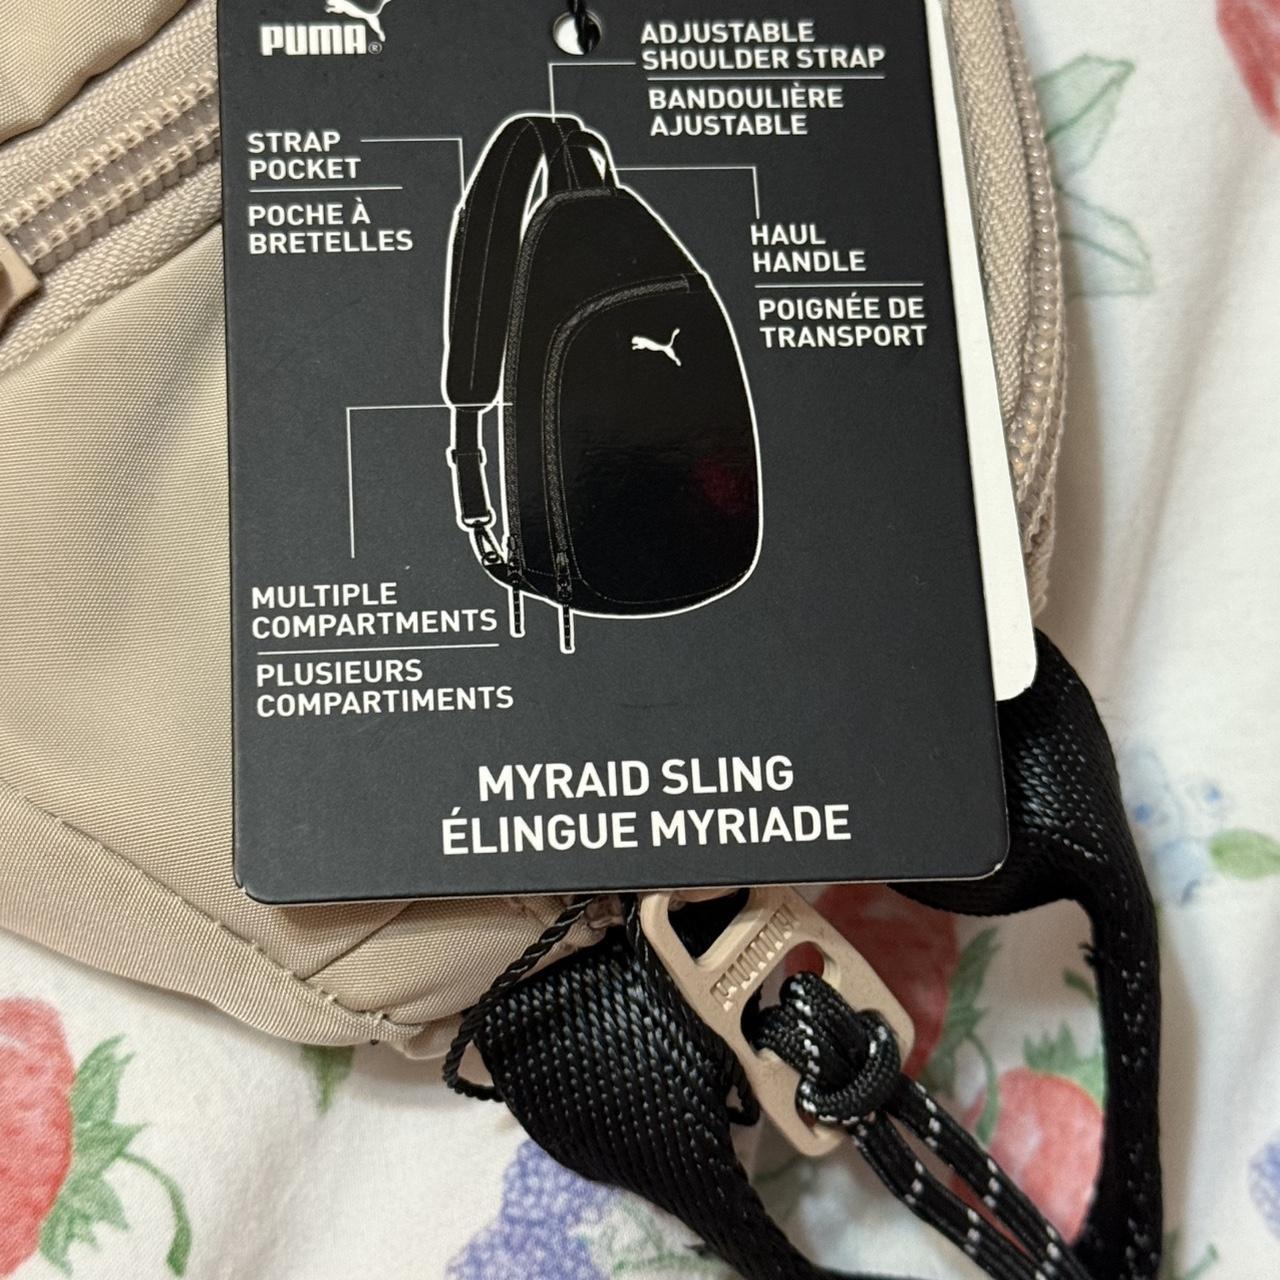 PUMA®
ADJUSTABLE
SHOULDER STRAP
BANDOULIÈRE
AJUSTABLE
STRAP
POCKET
POCHE À
BRETELLES
HAUL
HANDLE
POIGNÉE DE
TRANSPORT
MULTIPLE
COMPARTMENTS
PLUSIEURS
COMPARTIMENTS
MYRAID SLING
ÉLINGUE MYRIADE
PUMA